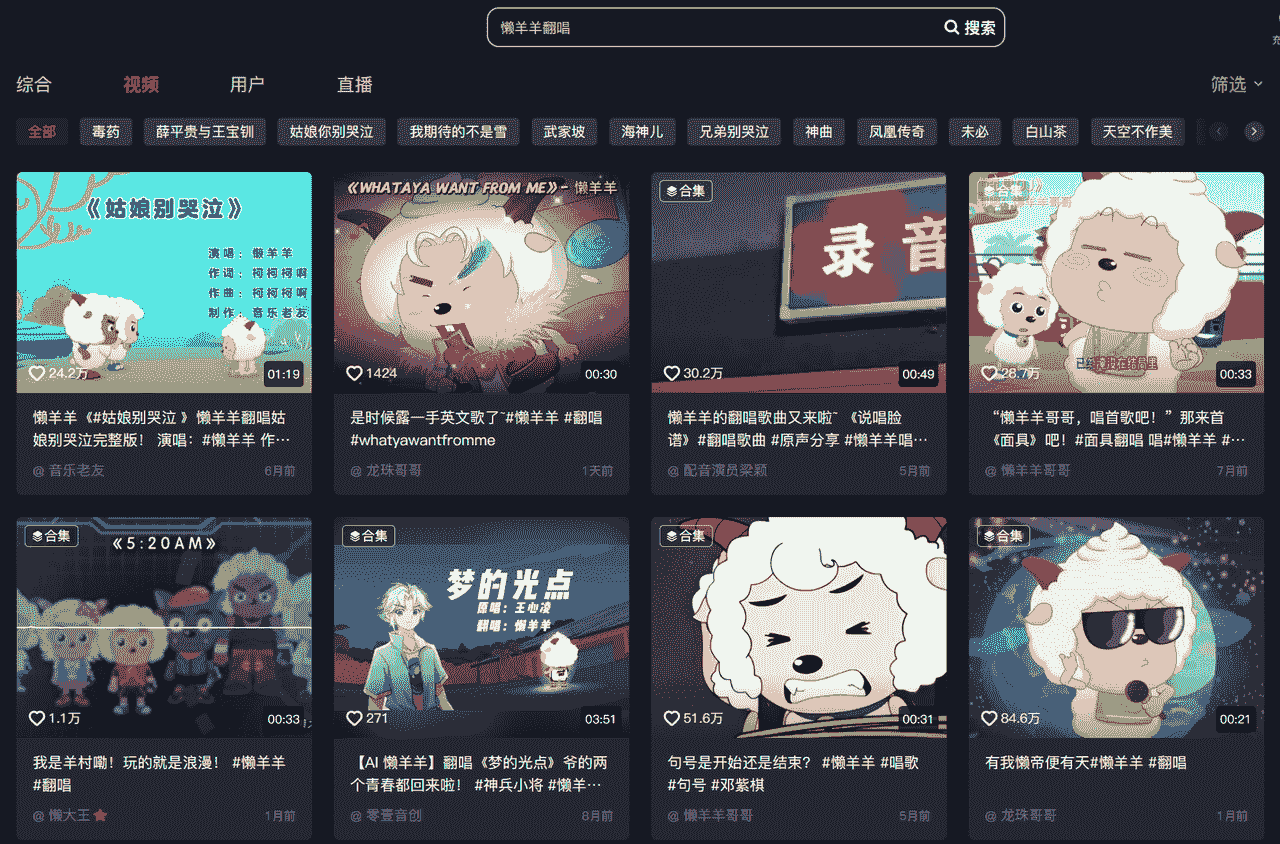 懒羊羊翻唱
搜索
综合
视频
用户
直播
筛选
全部
毒药
薛平贵与王宝钏
姑娘你别哭泣
我期待的不是雪
武家坡
海神儿
兄弟别哭泣
神曲
凤凰传奇
未必
白山茶
天空不作美
《姑娘别哭泣》
演唱：懒羊羊
作词：柯柯柯啊
作曲：柯柯柯啊
制作：音乐老友
24.2万
01:19
懒羊羊《#姑娘别哭泣 》懒羊羊翻唱姑
娘别哭泣完整版！ 演唱：#懒羊羊 作…
@ 音乐老友
6月前
《WHATAYA WANT FROM ME》- 懒羊羊
1424
00:30
是时候露一手英文歌了~#懒羊羊 #翻唱
#whatyawantfromme
@ 龙珠哥哥
1天前
合集
录音
30.2万
00:49
懒羊羊的翻唱歌曲又来啦~ 《说唱脸
谱》#翻唱歌曲 #原声分享 #懒羊羊唱…
@ 配音演员梁颖
5月前
合集
28.7万
00:33
“懒羊羊哥哥，唱首歌吧！”那来首
《面具》吧！#面具翻唱 唱#懒羊羊 #…
@ 懒羊羊哥哥
7月前
合集
《5:20AM》
1.1万
00:33
我是羊村嘞！玩的就是浪漫！ #懒羊羊
#翻唱
@ 懒大王
1月前
合集
梦的光点
原唱：王心凌
翻唱：懒羊羊
271
03:51
【AI 懒羊羊】翻唱《梦的光点》爷的两
个青春都回来啦！ #神兵小将 #懒羊…
@ 零壹音创
8月前
合集
51.6万
00:31
句号是开始还是结束？ #懒羊羊 #唱歌
#句号 #邓紫棋
@ 懒羊羊哥哥
5月前
合集
84.6万
00:21
有我懒帝便有天#懒羊羊 #翻唱
@ 龙珠哥哥
1月前